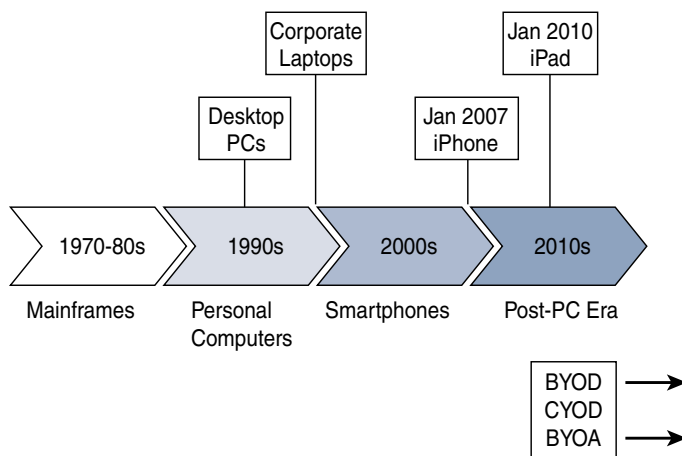 Corporate
Laptops
Jan 2010
iPad
Desktop
PCs
Jan 2007
iPhone
1970-80s
1990s
2000s
2010s
Mainframes
Personal
Computers
Smartphones
Post-PC Era
BYOD
CYOD
BYOA